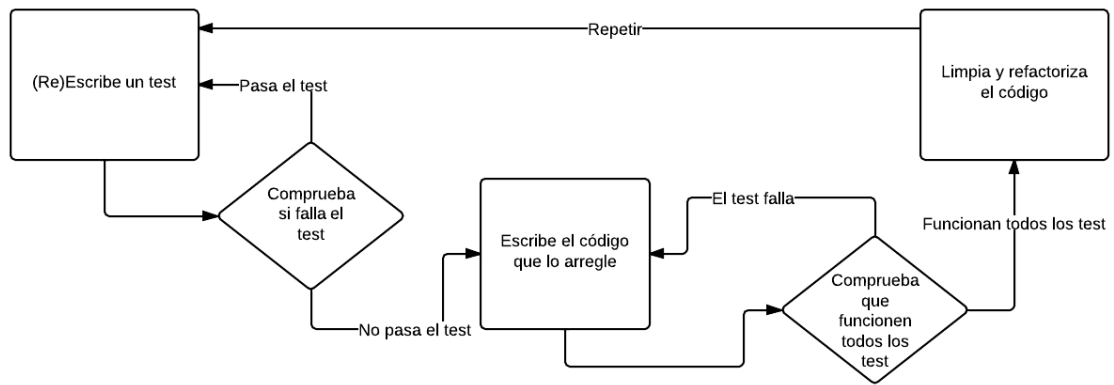 Repetir
(Re)Escribe un test
Pasa el test
Limpia y refactoriza
el código
Comprueba
si falla el
test
No pasa el test
Escribe el código
que lo arregle
El test falla
Comprueba
que
funcionen
todos los
test
Funcionan todos los test